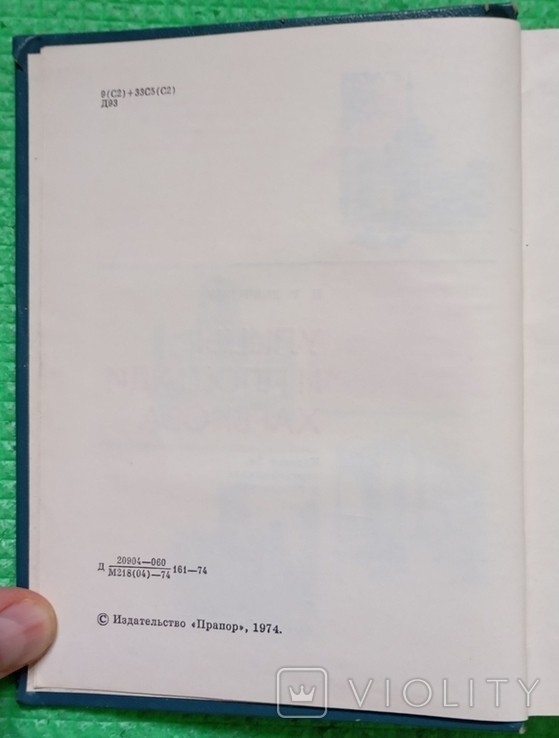 9(С2)+33С5(С2)
Д93
Д 20904—060 161—74
М218(04)—74
© Издательство «Прапор», 1974.
VIOLITY